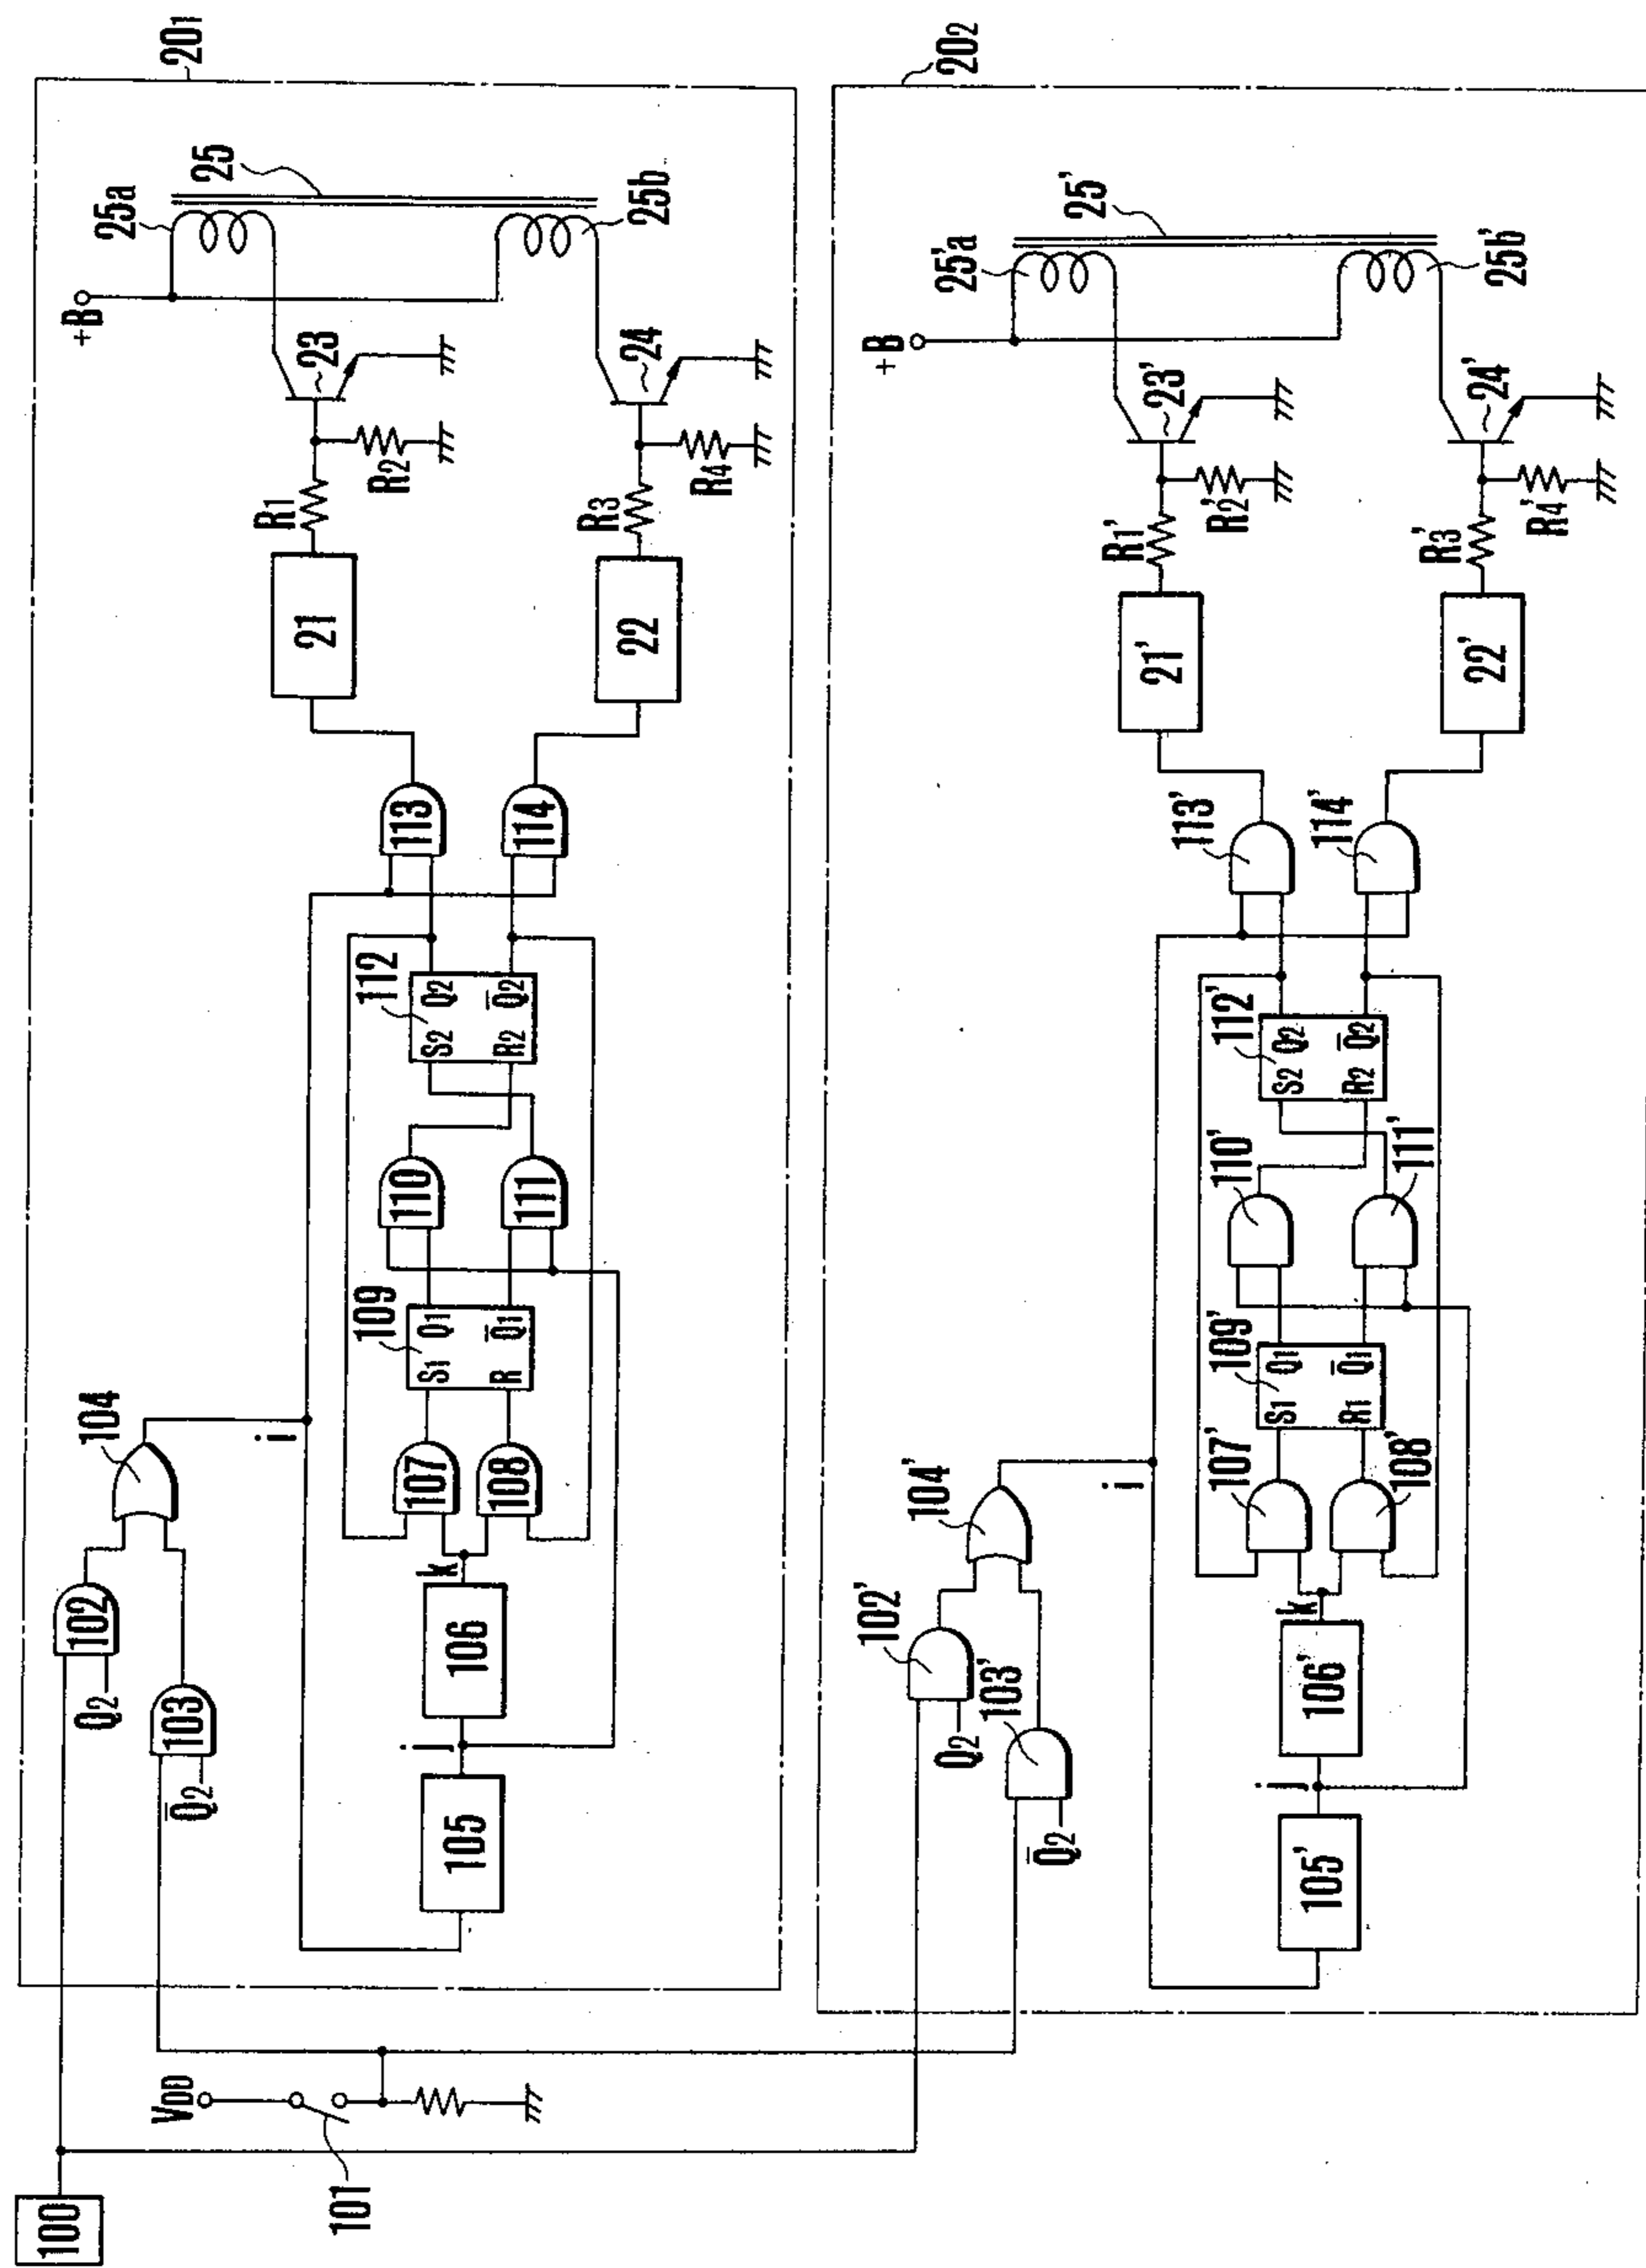 100
101
VDD
20₁
102
Q2
103
Q̄2
104
i
105
j
106
k
107
108
109
S1 Q1
R Q̄1
110
111
112
S2 Q2
R2 Q̄2
113
114
21
22
R1
R2
R3
R4
23
24
+B
25a
25
25b
20₂
102'
Q2
103'
Q̄2
104'
i
105'
j
106'
k
107'
108'
109'
S1 Q1
R1 Q̄1
110'
111'
112'
S2 Q2
R2 Q̄2
113'
114'
21'
22'
R1'
R2'
R3'
R4'
23'
24'
+B
25'a
25'
25b'